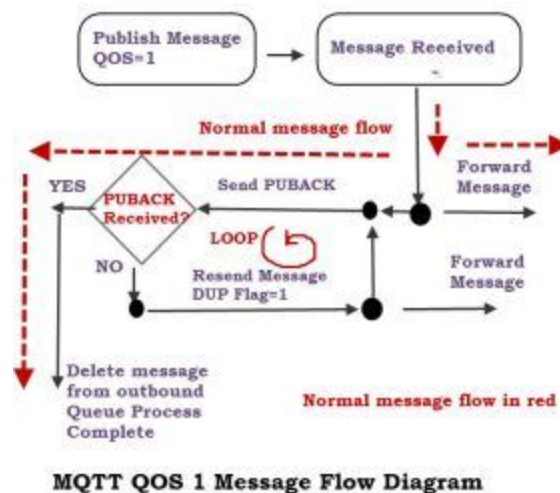 Publish Message
QOS=1
Message Received
Normal message flow
Forward
Message
YES
Send PUBACK
PUBACK
Received?
LOOP
NO
Resend Message
DUP Flag=1
Forward
Message
Delete message
from outbound
Queue Process
Complete
Normal message flow in red
MQTT QOS 1 Message Flow Diagram